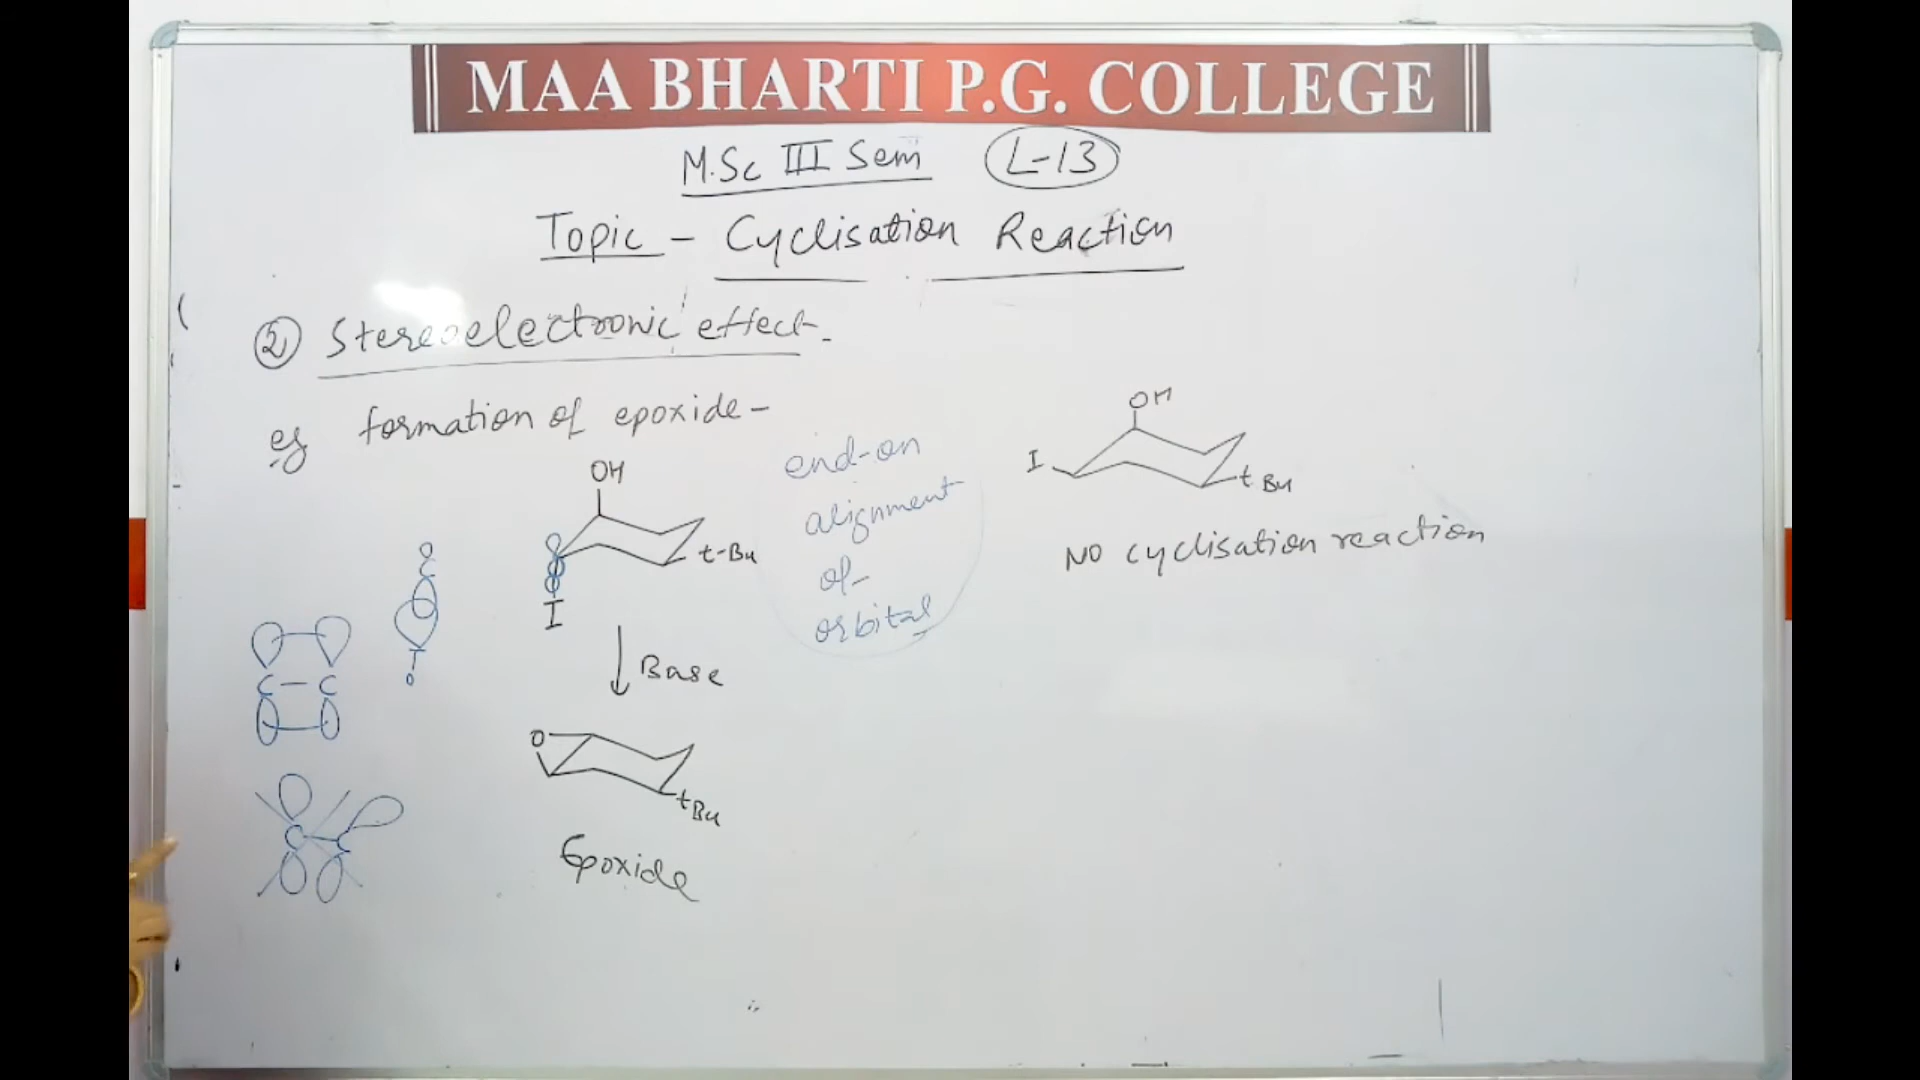 MAA BHARTI P.G. COLLEGE
M.Sc III Sem L-13
Topic - Cyclisation Reaction
② Stereoelectronic effect-
eg formation of epoxide -
OH
t-Bu
I
end-on
alignment
of
orbital
OH
I
t Bu
NO cyclisation reaction
↓ Base
C
O
C - C
C
C
O
t Bu
Epoxide